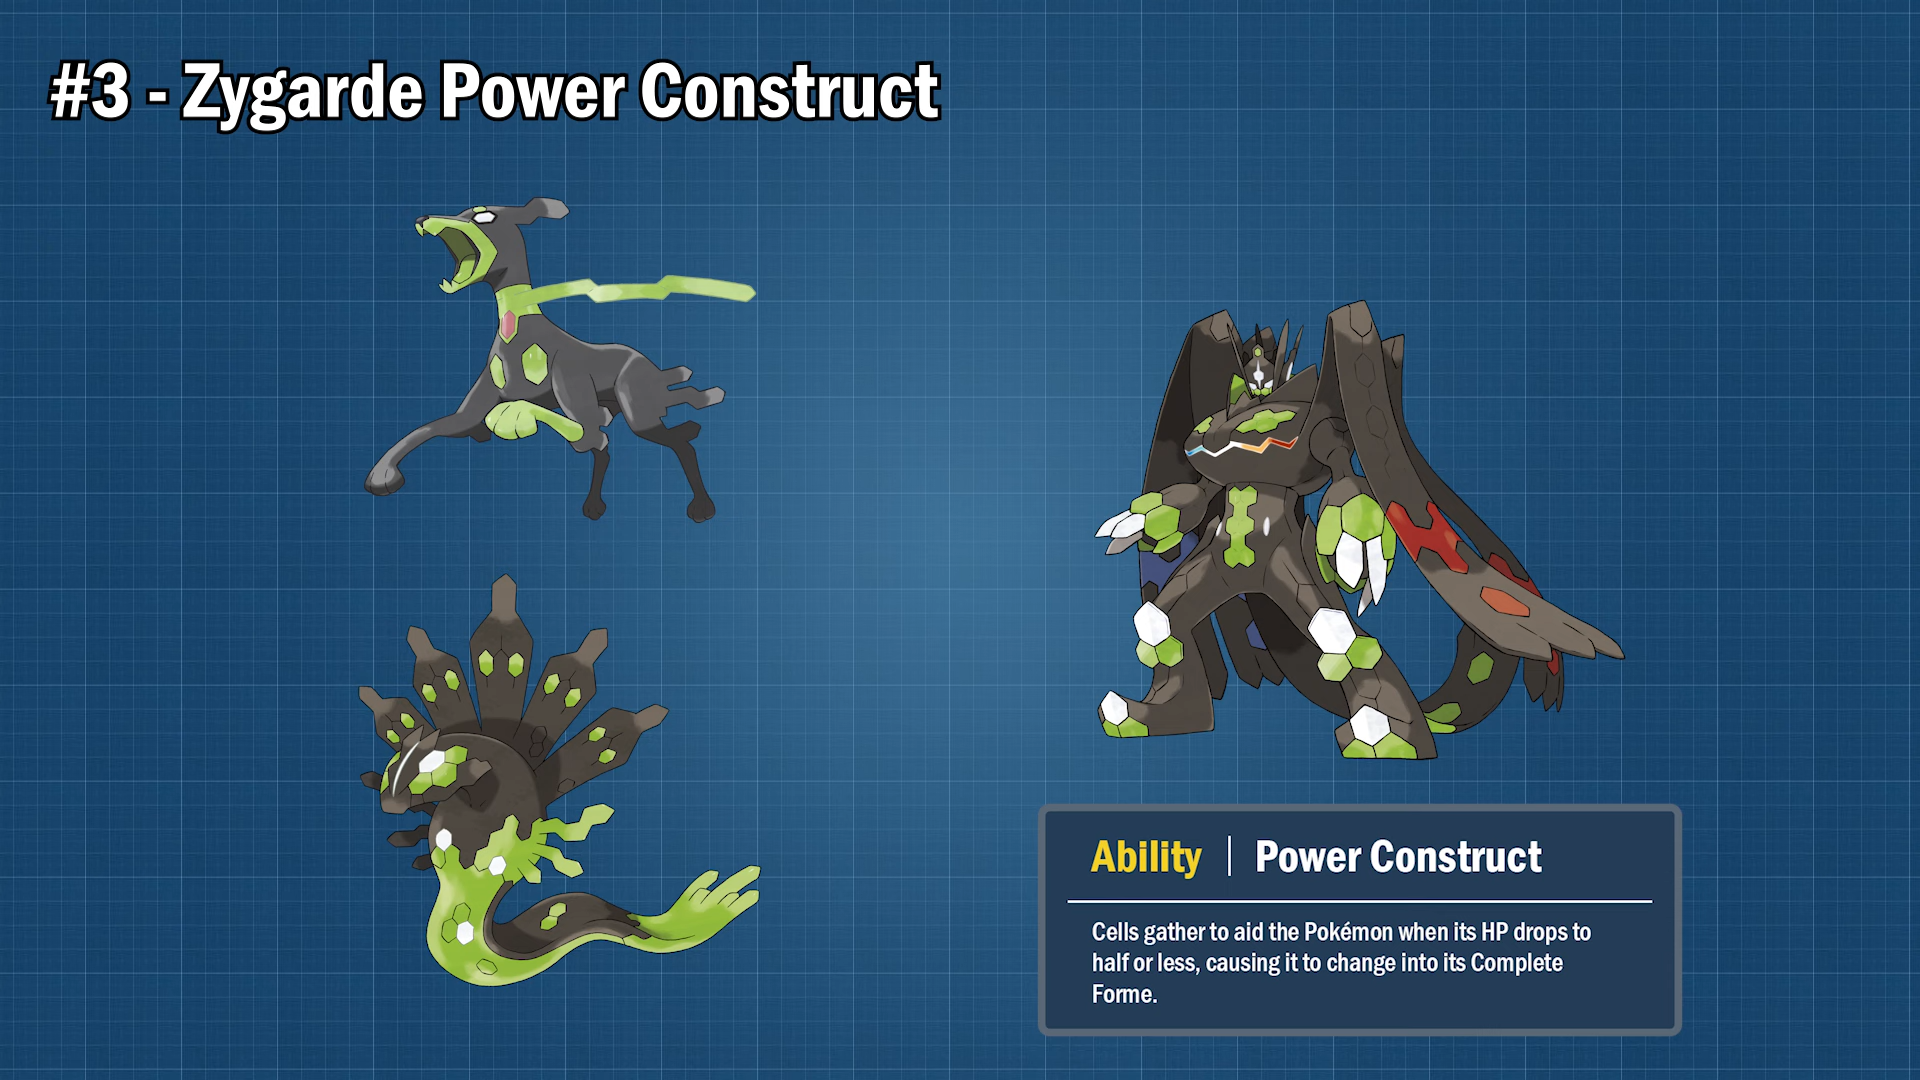 #3 - Zygarde Power Construct
Ability | Power Construct
Cells gather to aid the Pokémon when its HP drops to
half or less, causing it to change into its Complete
Forme.